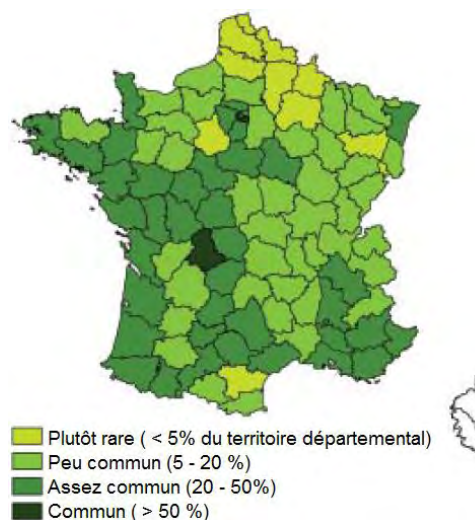 Plutôt rare ( < 5% du territoire départemental)
Peu commun (5 - 20 %)
Assez commun (20 - 50%)
Commun ( > 50 %)